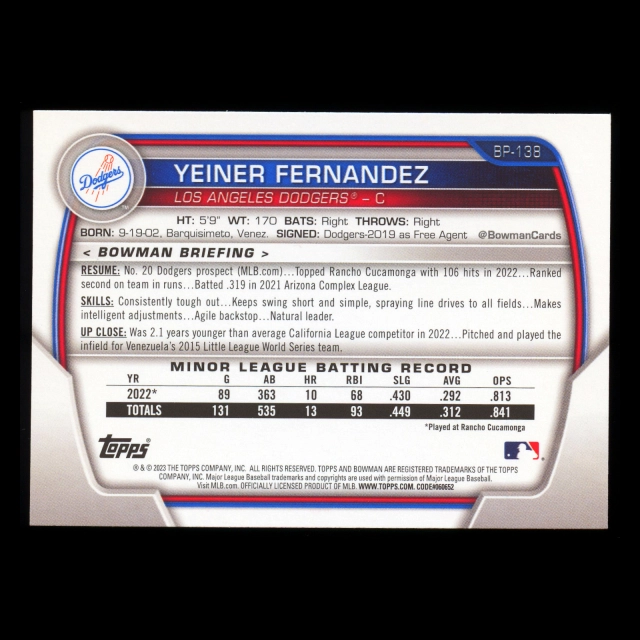 BP-138
Dodgers
YEINER FERNANDEZ
LOS ANGELES DODGERS® – C
HT: 5'9" WT: 170 BATS: Right THROWS: Right
BORN: 9-19-02, Barquisimeto, Venez. SIGNED: Dodgers-2019 as Free Agent @BowmanCards
< BOWMAN BRIEFING >
RESUME: No. 20 Dodgers prospect (MLB.com)...Topped Rancho Cucamonga with 106 hits in 2022...Ranked
second on team in runs...Batted .319 in 2021 Arizona Complex League.
SKILLS: Consistently tough out...Keeps swing short and simple, spraying line drives to all fields...Makes
intelligent adjustments...Agile backstop...Natural leader.
UP CLOSE: Was 2.1 years younger than average California League competitor in 2022...Pitched and played the
infield for Venezuela's 2015 Little League World Series team.
MINOR LEAGUE BATTING RECORD
YR G AB HR RBI SLG AVG OPS
2022* 89 363 10 68 .430 .292 .813
TOTALS 131 535 13 93 .449 .312 .841
*Played at Rancho Cucamonga
topps®
® & © 2023 THE TOPPS COMPANY, INC. ALL RIGHTS RESERVED. TOPPS AND BOWMAN ARE REGISTERED TRADEMARKS OF THE TOPPS
COMPANY, INC. Major League Baseball trademarks and copyrights are used with permission of Major League Baseball.
Visit MLB.com. OFFICIALLY LICENSED PRODUCT OF MLB. WWW.TOPPS.COM. CODE#060652